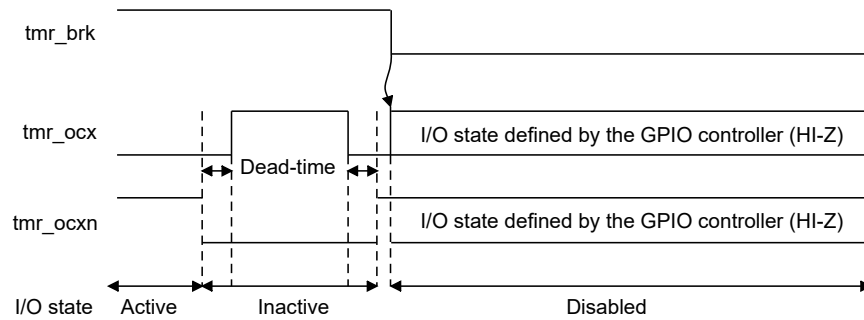 tmr_brk
tmr_ocx
I/O state defined by the GPIO controller (HI-Z)
Dead-time
tmr_ocxn
I/O state defined by the GPIO controller (HI-Z)
I/O state Active Inactive Disabled